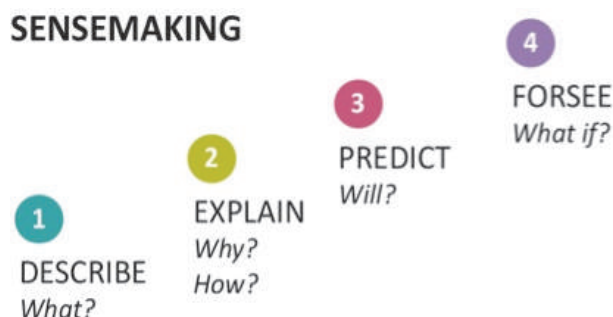 SENSEMAKING
1
DESCRIBE
What?
2
EXPLAIN
Why?
How?
3
PREDICT
Will?
4
FORSEE
What if?